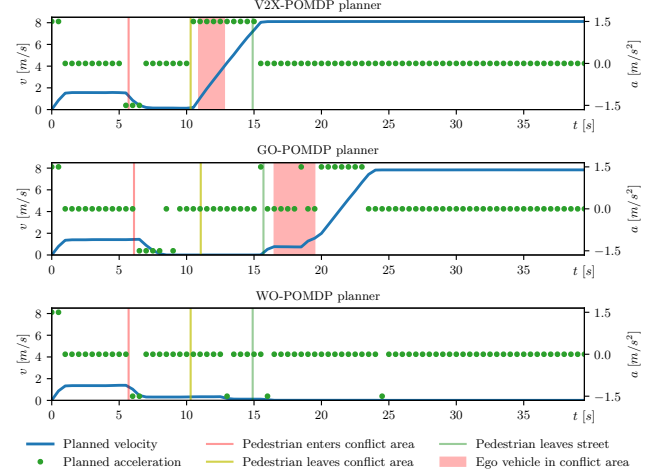 V2X-POMDP planner
8
6
4
2
0
v [m/s]
1.5
0.0
−1.5
a [m/s²]
0 5 10 15 20 25 30 35 t [s]
GO-POMDP planner
8
6
4
2
0
v [m/s]
1.5
0.0
−1.5
a [m/s²]
0 5 10 15 20 25 30 35 t [s]
WO-POMDP planner
8
6
4
2
0
v [m/s]
1.5
0.0
−1.5
a [m/s²]
0 5 10 15 20 25 30 35 t [s]
Planned velocity Pedestrian enters conflict area Pedestrian leaves street
Planned acceleration Pedestrian leaves conflict area Ego vehicle in conflict area